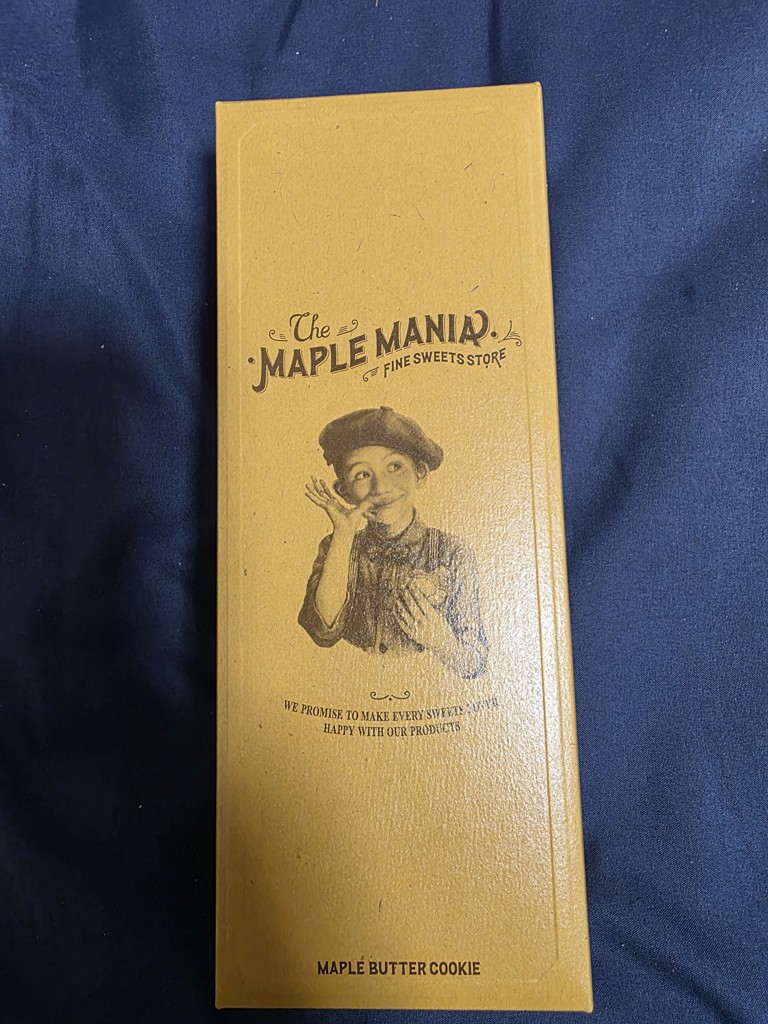 The
MAPLE MANIA
FINE SWEETS STORE
WE PROMISE TO MAKE EVERY SWEETS LOVER
HAPPY WITH OUR PRODUCTS
MAPLE BUTTER COOKIE